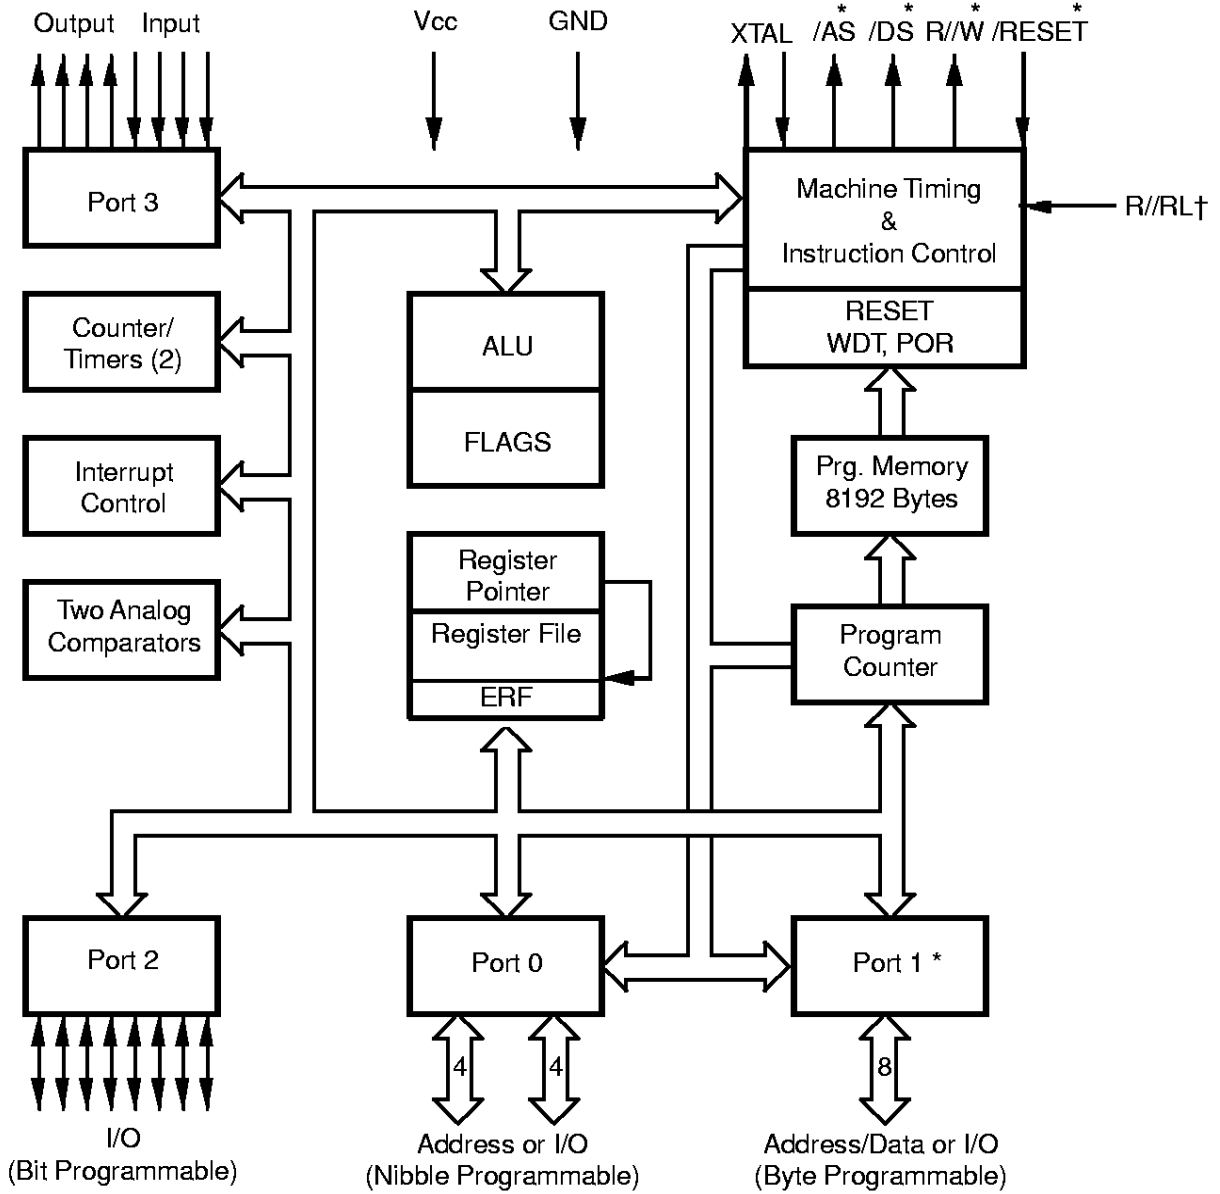 Output Input Vcc GND XTAL /AS* /DS* R//W* /RESET*
Port 3
Machine Timing
&
Instruction Control
R//RL†
RESET
WDT, POR
Counter/
Timers (2)
ALU
FLAGS
Interrupt
Control
Prg. Memory
8192 Bytes
Two Analog
Comparators
Register
Pointer
Register File
ERF
Program
Counter
Port 2
Port 0
Port 1 *
4
4
8
I/O
(Bit Programmable)
Address or I/O
(Nibble Programmable)
Address/Data or I/O
(Byte Programmable)